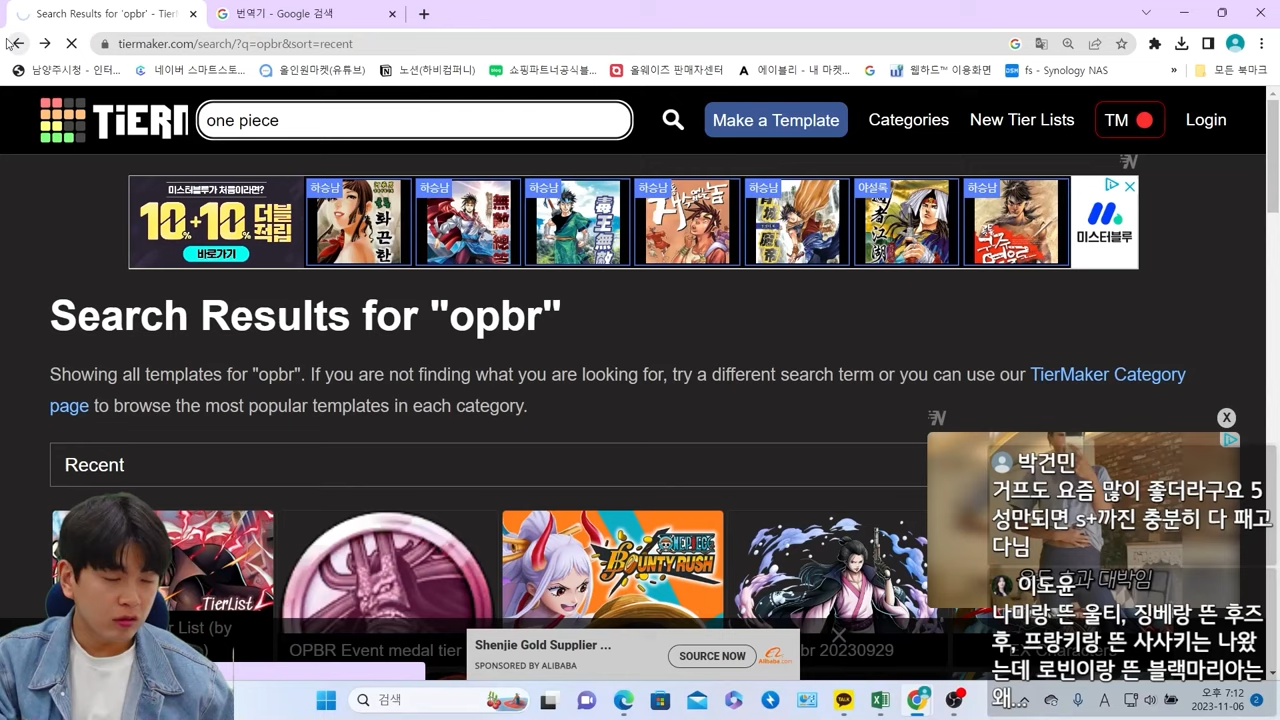 Search Results for 'opbr' - Tier
번역기 - Google 검색
tiermaker.com/search/?q=opbr&sort=recent
남양주시청 - 인터...
네이버 스마트스토...
올인원마켓(유튜브)
노션(하비컴퍼니)
쇼핑파트너공식블...
올웨이즈 판매자센터
에이블리 - 내 마켓...
웰하드™ 이용화면
fs - Synology NAS
»
모든 북마크
TiERM
one piece
Make a Template
Categories
New Tier Lists
TM
Login
미스터블루가 처음이라면?
10%+10% 더블 적립
바로가기
하승남
하승남
하승남
하승남
하승남
야설록
하승남
미스터블루
Search Results for "opbr"
Showing all templates for "opbr". If you are not finding what you are looking for, try a different search term or you can use our TierMaker Category
page to browse the most popular templates in each category.
Recent
X
박건민
거프도 요즘 많이 좋더라구요 5
성만되면 s+까진 충분히 다 패고
다님
이도윤
나미랑 뜬 울티, 징베랑 뜬 후즈
후, 프랑키랑 뜬 사사키는 나왔
는데 로빈이랑 뜬 블랙마리아는
왜...
TierList
ONE PIECE
BOUNTY RUSH
r List (by
OPBR Event medal tier
br 20230929
EX Characters
Shenjie Gold Supplier ...
SPONSORED BY ALIBABA
SOURCE NOW
Alibaba.com
검색
TALK
A
오후 7:12
2023-11-06
2